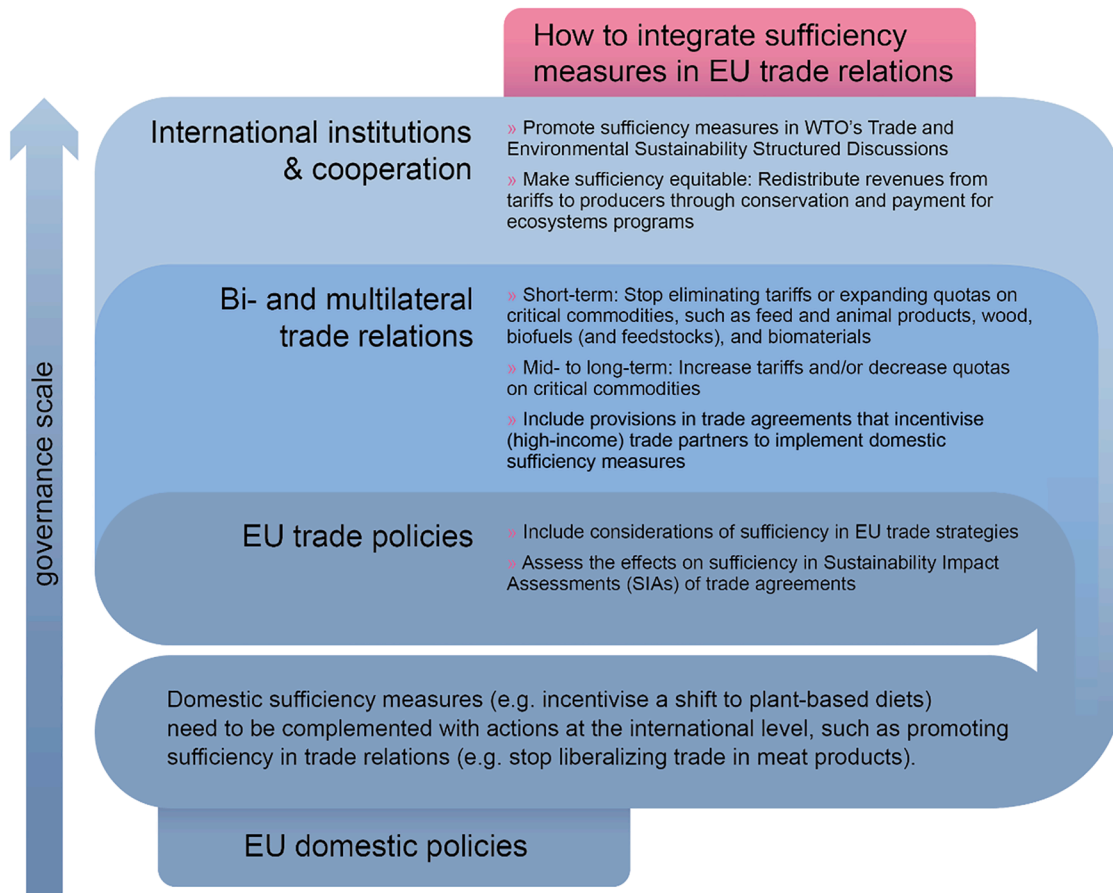 How to integrate sufficiency
measures in EU trade relations
International institutions
& cooperation
» Promote sufficiency measures in WTO's Trade and
Environmental Sustainability Structured Discussions
» Make sufficiency equitable: Redistribute revenues from
tariffs to producers through conservation and payment for
ecosystems programs
Bi- and multilateral
trade relations
» Short-term: Stop eliminating tariffs or expanding quotas on
critical commodities, such as feed and animal products, wood,
biofuels (and feedstocks), and biomaterials
» Mid- to long-term: Increase tariffs and/or decrease quotas
on critical commodities
» Include provisions in trade agreements that incentivise
(high-income) trade partners to implement domestic
sufficiency measures
EU trade policies
» Include considerations of sufficiency in EU trade strategies
» Assess the effects on sufficiency in Sustainability Impact
Assessments (SIAs) of trade agreements
governance scale
Domestic sufficiency measures (e.g. incentivise a shift to plant-based diets)
need to be complemented with actions at the international level, such as promoting
sufficiency in trade relations (e.g. stop liberalizing trade in meat products).
EU domestic policies